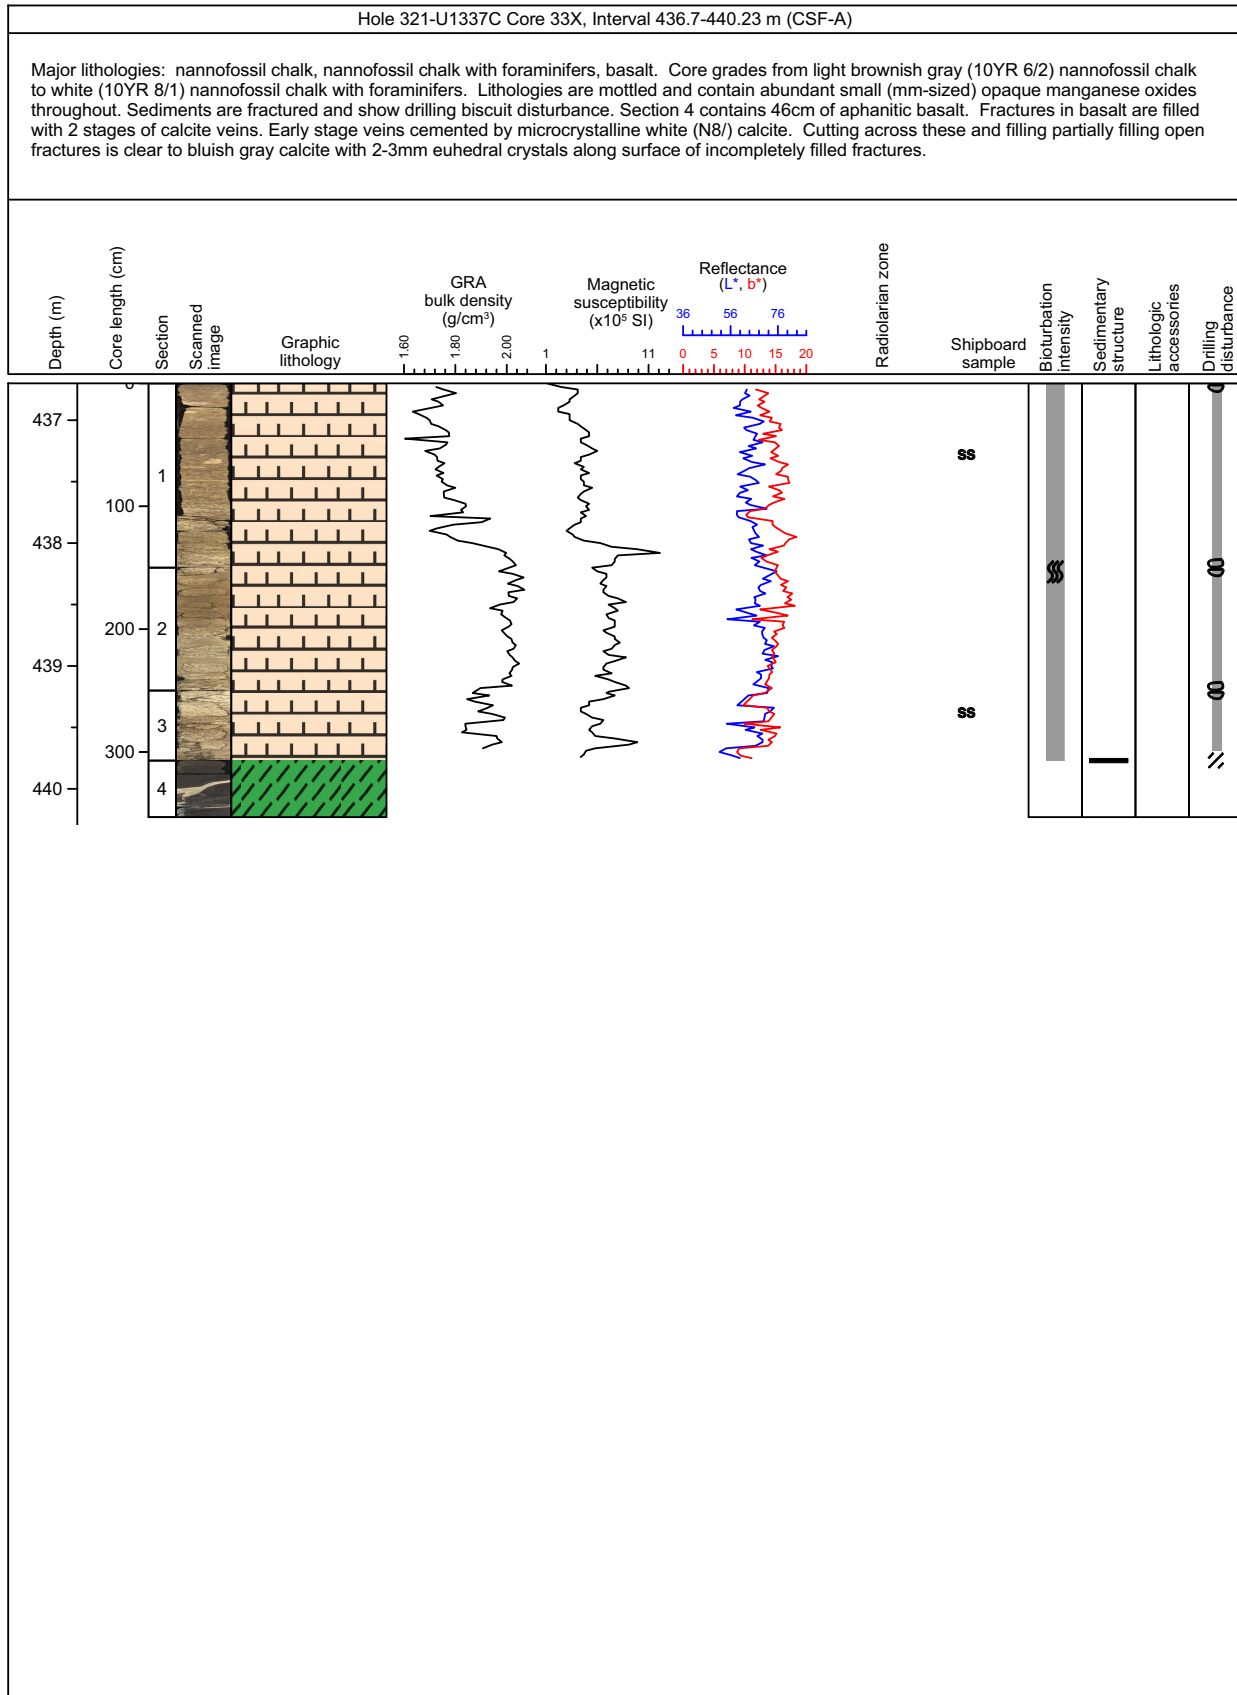 Hole 321-U1337C Core 33X, Interval 436.7-440.23 m (CSF-A)
Major lithologies: nannofossil chalk, nannofossil chalk with foraminifers, basalt. Core grades from light brownish gray (10YR 6/2) nannofossil chalk
to white (10YR 8/1) nannofossil chalk with foraminifers. Lithologies are mottled and contain abundant small (mm-sized) opaque manganese oxides
throughout. Sediments are fractured and show drilling biscuit disturbance. Section 4 contains 46cm of aphanitic basalt. Fractures in basalt are filled
with 2 stages of calcite veins. Early stage veins cemented by microcrystalline white (N8/) calcite. Cutting across these and filling partially filling open
fractures is clear to bluish gray calcite with 2-3mm euhedral crystals along surface of incompletely filled fractures.
Depth (m)
Core length (cm)
Section
Scanned
image
Graphic
lithology
GRA
bulk density
(g/cm³)
1.60
1.80
2.00
Magnetic
susceptibility
(x10⁵ SI)
1 11
Reflectance
(L*, b*)
36 56 76
0 5 10 15 20
Radiolarian zone
Shipboard
sample
Bioturbation
intensity
Sedimentary
structure
Lithologic
accessories
Drilling
disturbance
0
437
ss
1
100
438
2
200
439
ss
3
300
4
440